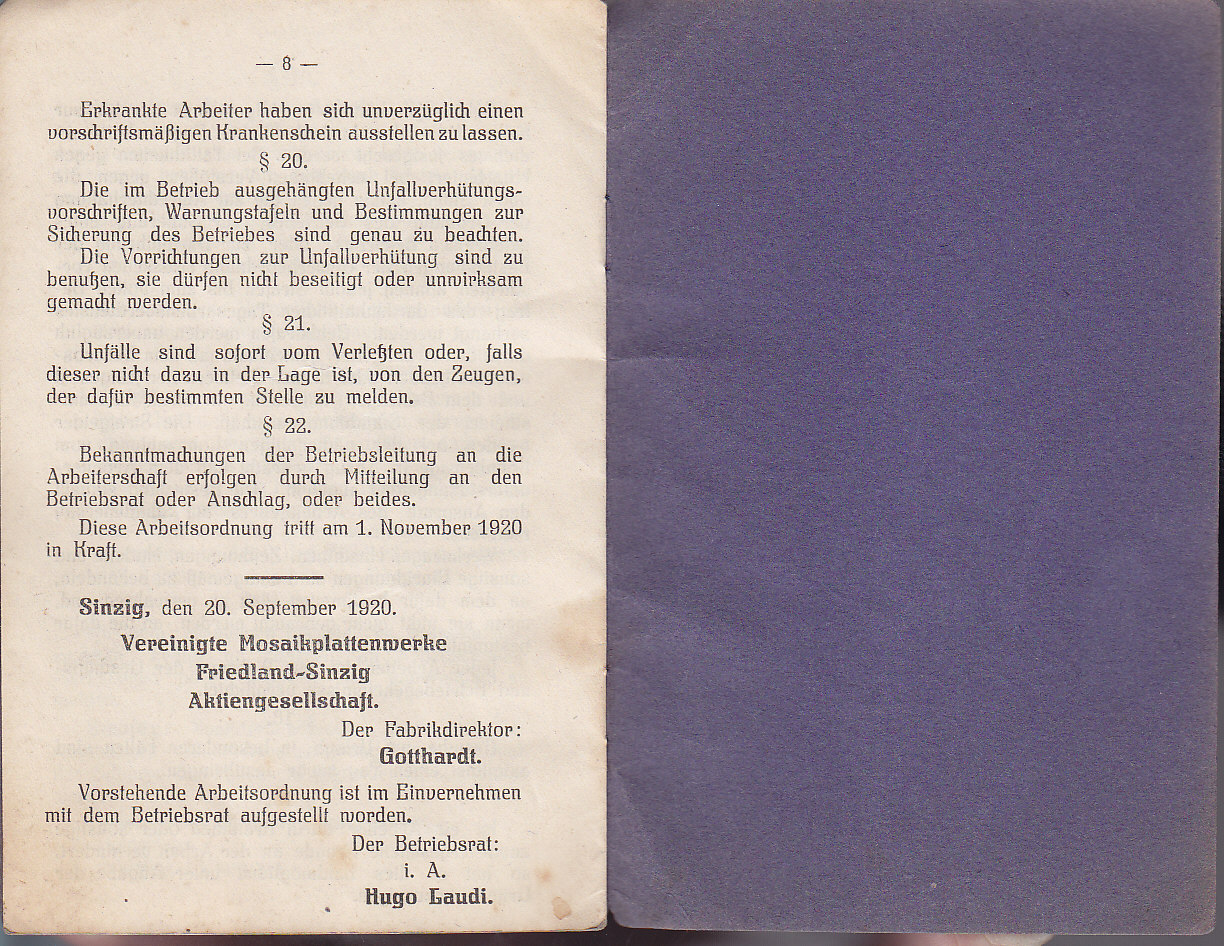 — 8 —
Erkrankte Arbeiter haben sich unverzüglich einen
vorschriftsmäßigen Krankenschein ausstellen zu lassen.
§ 20.
Die im Betrieb ausgehängten Unfallverhütungs-
vorschriften, Warnungstafeln und Bestimmungen zur
Sicherung des Betriebes sind genau zu beachten.
Die Vorrichtungen zur Unfallverhütung sind zu
benutzen, sie dürfen nicht beseitigt oder unwirksam
gemacht werden.
§ 21.
Unfälle sind sofort vom Verletzten oder, falls
dieser nicht dazu in der Lage ist, von den Zeugen,
der dafür bestimmten Stelle zu melden.
§ 22.
Bekanntmachungen der Betriebsleitung an die
Arbeiterschaft erfolgen durch Mitteilung an den
Betriebsrat oder Anschlag, oder beides.
Diese Arbeitsordnung tritt am 1. November 1920
in Kraft.
Sinzig, den 20. September 1920.
Vereinigte Mosaikplattenwerke
Friedland-Sinzig
Aktiengesellschaft.
Der Fabrikdirektor:
Gotthardt.
Vorstehende Arbeitsordnung ist im Einvernehmen
mit dem Betriebsrat aufgestellt worden.
Der Betriebsrat:
i. A.
Hugo Laudi.